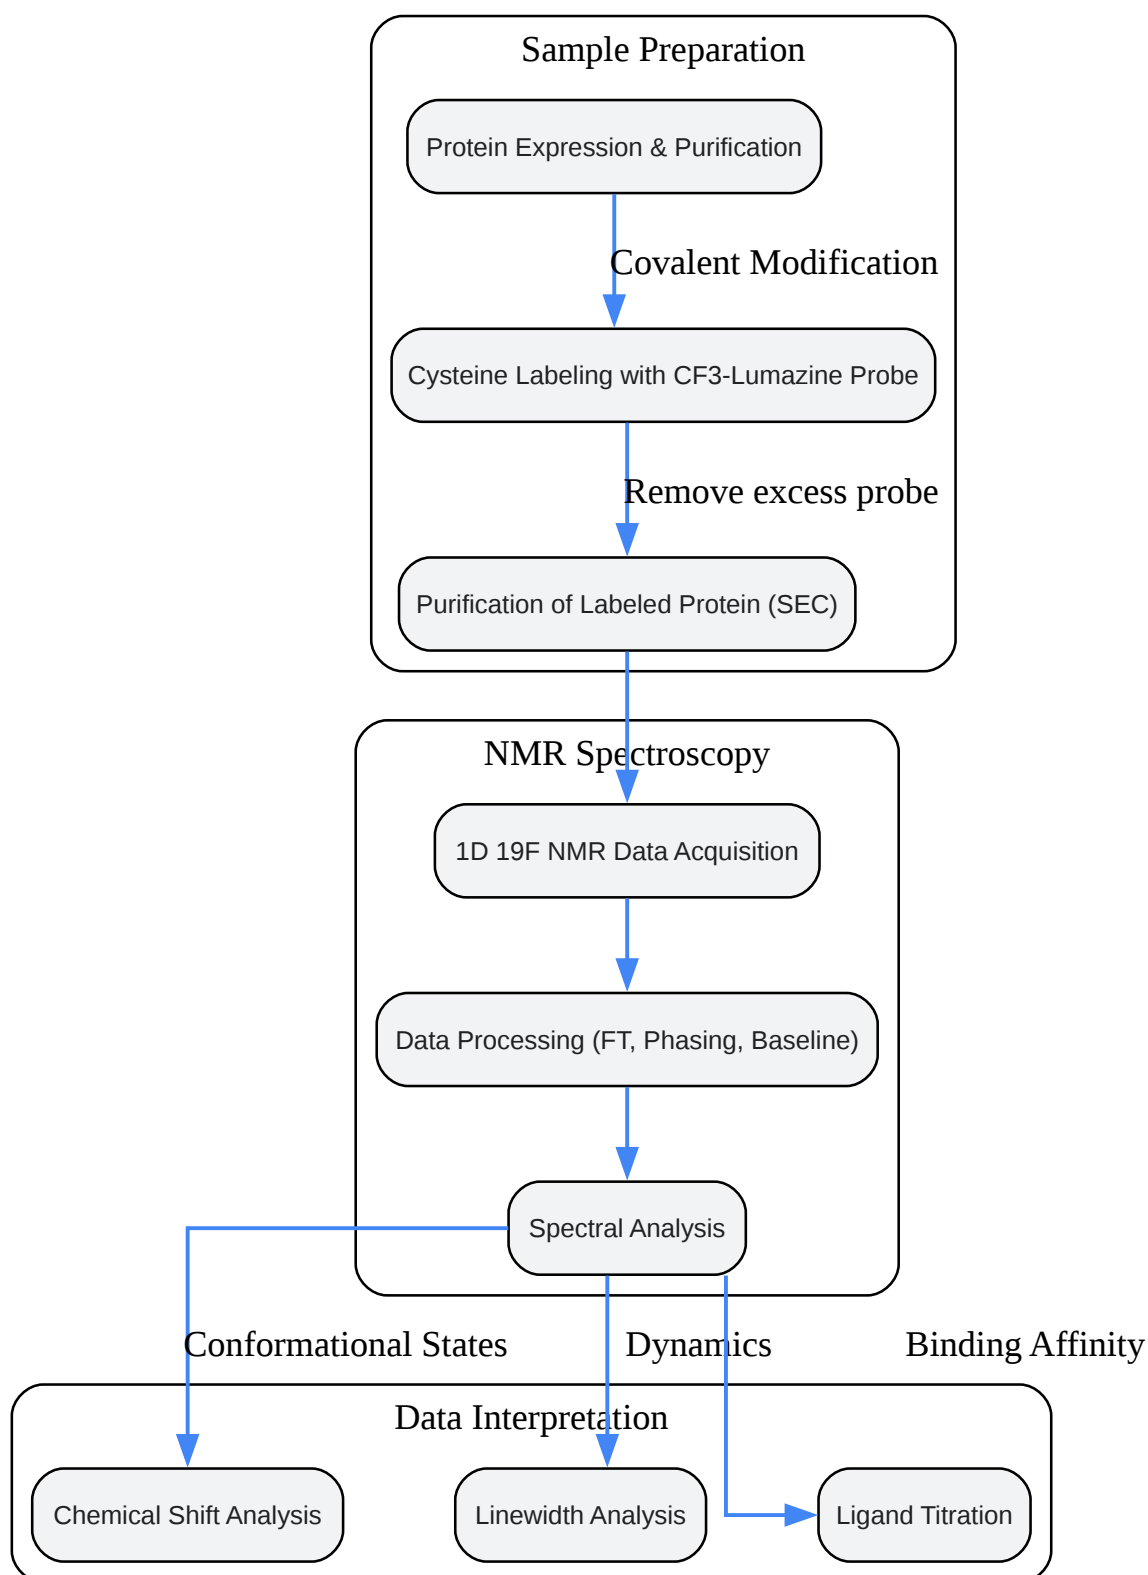 Sample Preparation
Protein Expression & Purification
Covalent Modification
Cysteine Labeling with CF3-Lumazine Probe
Remove excess probe
Purification of Labeled Protein (SEC)
NMR Spectroscopy
1D 19F NMR Data Acquisition
Data Processing (FT, Phasing, Baseline)
Spectral Analysis
Conformational States
Dynamics
Binding Affinity
Data Interpretation
Chemical Shift Analysis
Linewidth Analysis
Ligand Titration